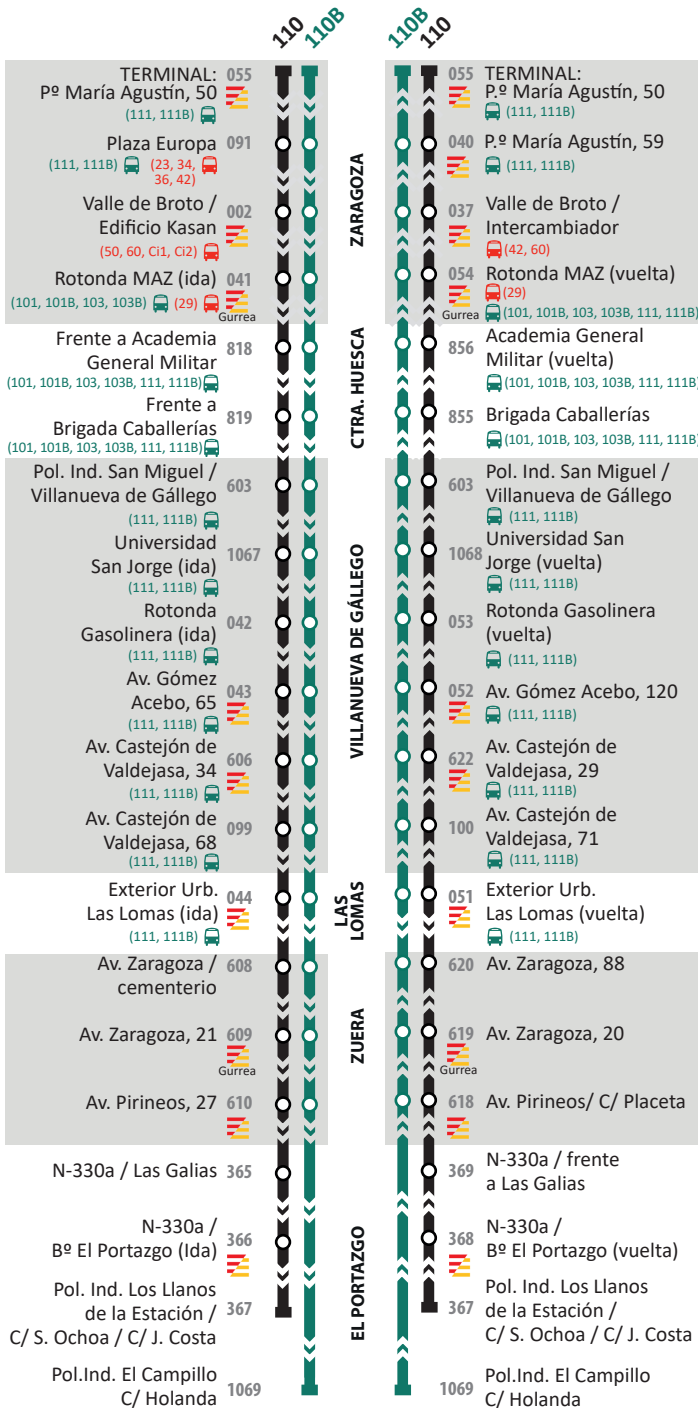 110 110B
TERMINAL: 055
Pº María Agustín, 50
(111, 111B)
Plaza Europa 091
(111, 111B) (23, 34,
36, 42)
Valle de Broto / 002
Edificio Kasan
(50, 60, Ci1, Ci2)
Rotonda MAZ (ida) 041
(101, 101B, 103, 103B) (29) Gurrea
Frente a Academia 818
General Militar
(101, 101B, 103, 103B, 111, 111B)
Frente a 819
Brigada Caballerías
(101, 101B, 103, 103B, 111, 111B)
Pol. Ind. San Miguel / 603
Villanueva de Gállego
(111, 111B)
Universidad 1067
San Jorge (ida)
(111, 111B)
Rotonda 042
Gasolinera (ida)
(111, 111B)
Av. Gómez 043
Acebo, 65
(111, 111B)
Av. Castejón de 606
Valdejasa, 34
(111, 111B)
Av. Castejón de 099
Valdejasa, 68
(111, 111B)
Exterior Urb. 044
Las Lomas (ida)
(111, 111B)
Av. Zaragoza / 608
cementerio
Av. Zaragoza, 21 609
Gurrea
Av. Pirineos, 27 610
N-330a / Las Galias 365
N-330a / 366
Bº El Portazgo (Ida)
Pol. Ind. Los Llanos
de la Estación / 367
C/ S. Ochoa / C/ J. Costa
Pol.Ind. El Campillo
C/ Holanda 1069
ZARAGOZA
CTRA. HUESCA
VILLANUEVA DE GÁLLEGO
LAS
LOMAS
ZUERA
EL PORTAZGO
110B 110
055 TERMINAL:
P.º María Agustín, 50
(111, 111B)
040 P.º María Agustín, 59
(111, 111B)
037 Valle de Broto /
Intercambiador
(42, 60)
054 Rotonda MAZ (vuelta)
(29)
Gurrea (101, 101B, 103, 103B, 111, 111B)
856 Academia General
Militar (vuelta)
(101, 101B, 103, 103B, 111, 111B)
855 Brigada Caballerías
(101, 101B, 103, 103B, 111, 111B)
603 Pol. Ind. San Miguel /
Villanueva de Gállego
(111, 111B)
1068 Universidad San
Jorge (vuelta)
(111, 111B)
053 Rotonda Gasolinera
(vuelta)
(111, 111B)
052 Av. Gómez Acebo, 120
(111, 111B)
622 Av. Castejón de
Valdejasa, 29
(111, 111B)
100 Av. Castejón de
Valdejasa, 71
(111, 111B)
051 Exterior Urb.
Las Lomas (vuelta)
(111, 111B)
620 Av. Zaragoza, 88
619 Av. Zaragoza, 20
Gurrea
618 Av. Pirineos/ C/ Placeta
369 N-330a / frente
a Las Galias
368 N-330a /
Bº El Portazgo (vuelta)
Pol. Ind. Los Llanos
367 de la Estación /
C/ S. Ochoa / C/ J. Costa
Pol.Ind. El Campillo
1069 C/ Holanda